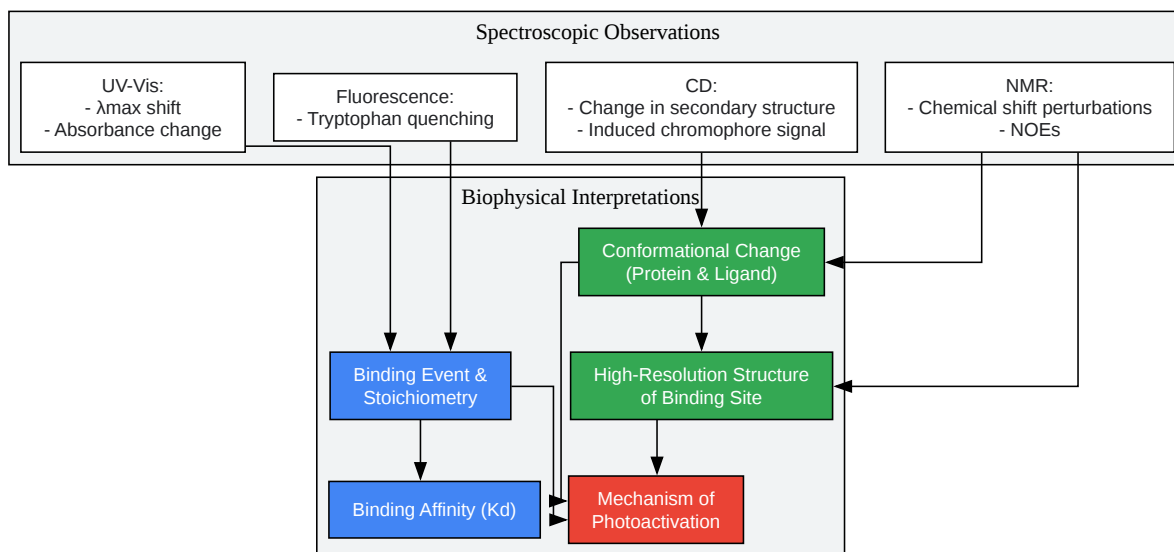 Spectroscopic Observations
UV-Vis:
- λmax shift
- Absorbance change
Fluorescence:
- Tryptophan quenching
CD:
- Change in secondary structure
- Induced chromophore signal
NMR:
- Chemical shift perturbations
- NOEs
Biophysical Interpretations
Conformational Change
(Protein & Ligand)
Binding Event &
Stoichiometry
High-Resolution Structure
of Binding Site
Binding Affinity (Kd)
Mechanism of
Photoactivation